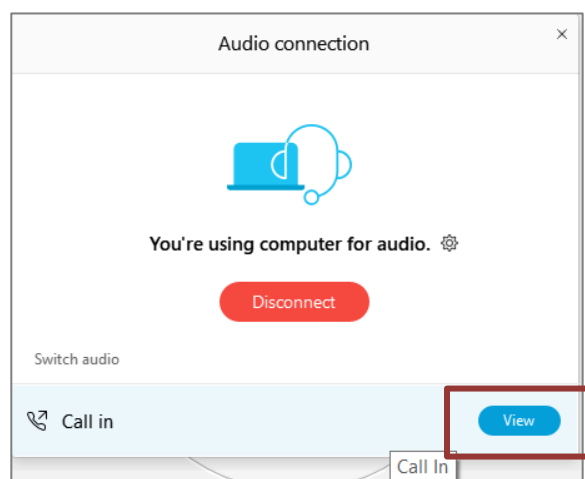 Audio connection
You're using computer for audio.
Disconnect
Switch audio
Call in
View
Call In